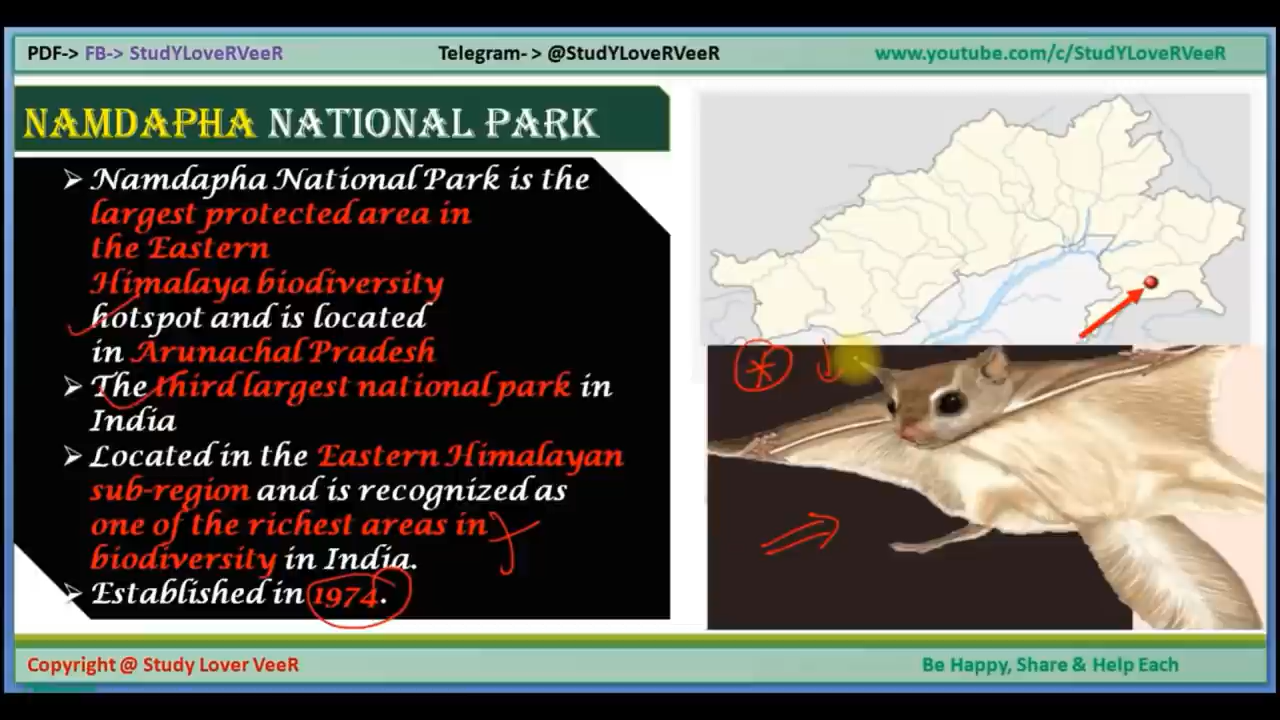 PDF-> FB-> StudYLoveRVeeR
Telegram- > @StudYLoveRVeeR
www.youtube.com/c/StudYLoveRVeeR
NAMDAPHA NATIONAL PARK
➢ Namdapha National Park is the
largest protected area in
the Eastern
Himalaya biodiversity
hotspot and is located
in Arunachal Pradesh
➢ The third largest national park in
India
➢ Located in the Eastern Himalayan
sub-region and is recognized as
one of the richest areas in
biodiversity in India.
➢ Established in 1974.
Copyright @ Study Lover VeeR
Be Happy, Share & Help Each